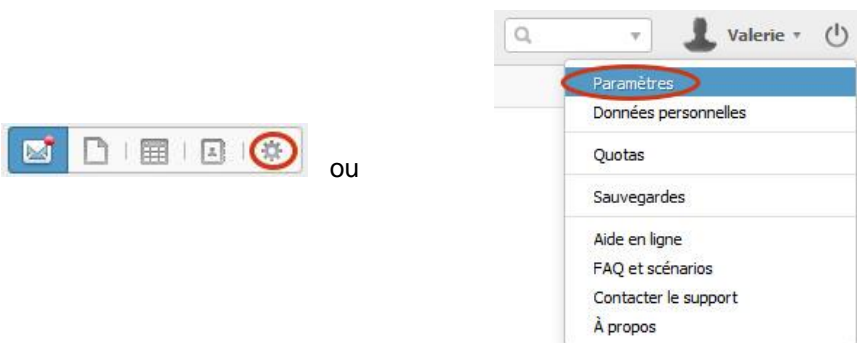 ou
Valerie
Paramètres
Données personnelles
Quotas
Sauvegardes
Aide en ligne
FAQ et scénarios
Contacter le support
À propos